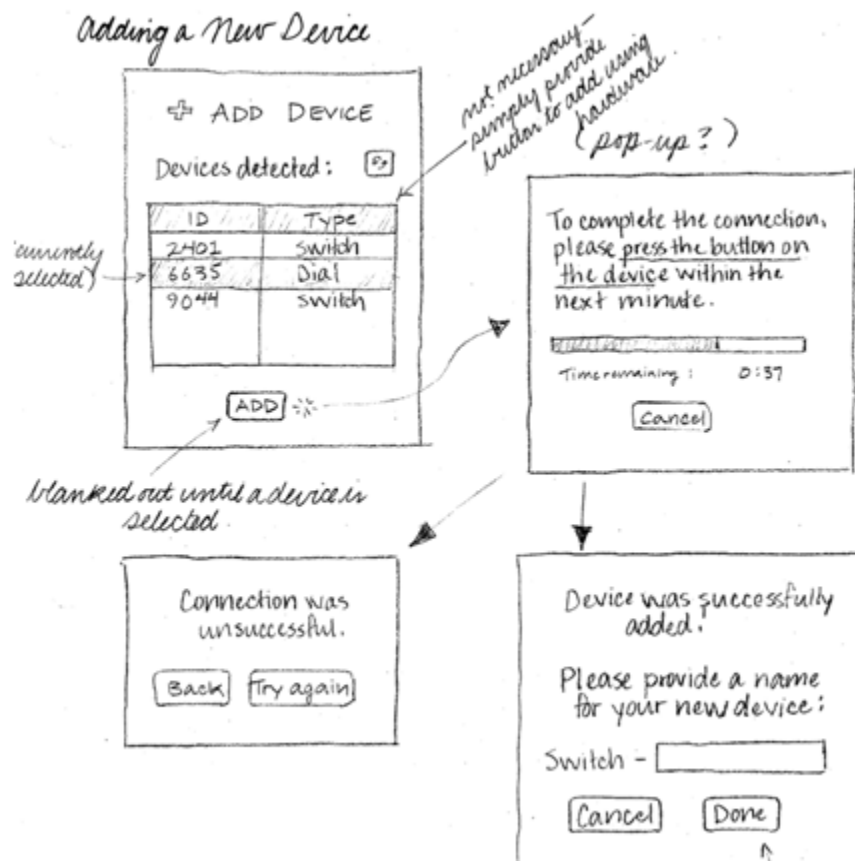 Adding a New Device
+ ADD DEVICE
Devices detected:
ID Type
2401 Switch
6635 Dial
9044 Switch
ADD
currently
selected
not necessary-
simply provide
button to add using
hardware.
blanked out until a device is
selected
(pop-up?)
To complete the connection,
please press the button on
the device within the
next minute.
Time remaining: 0:37
Cancel
Connection was
unsuccessful.
Back Try again
Device was successfully
added!
Please provide a name
for your new device:
Switch -
Cancel Done